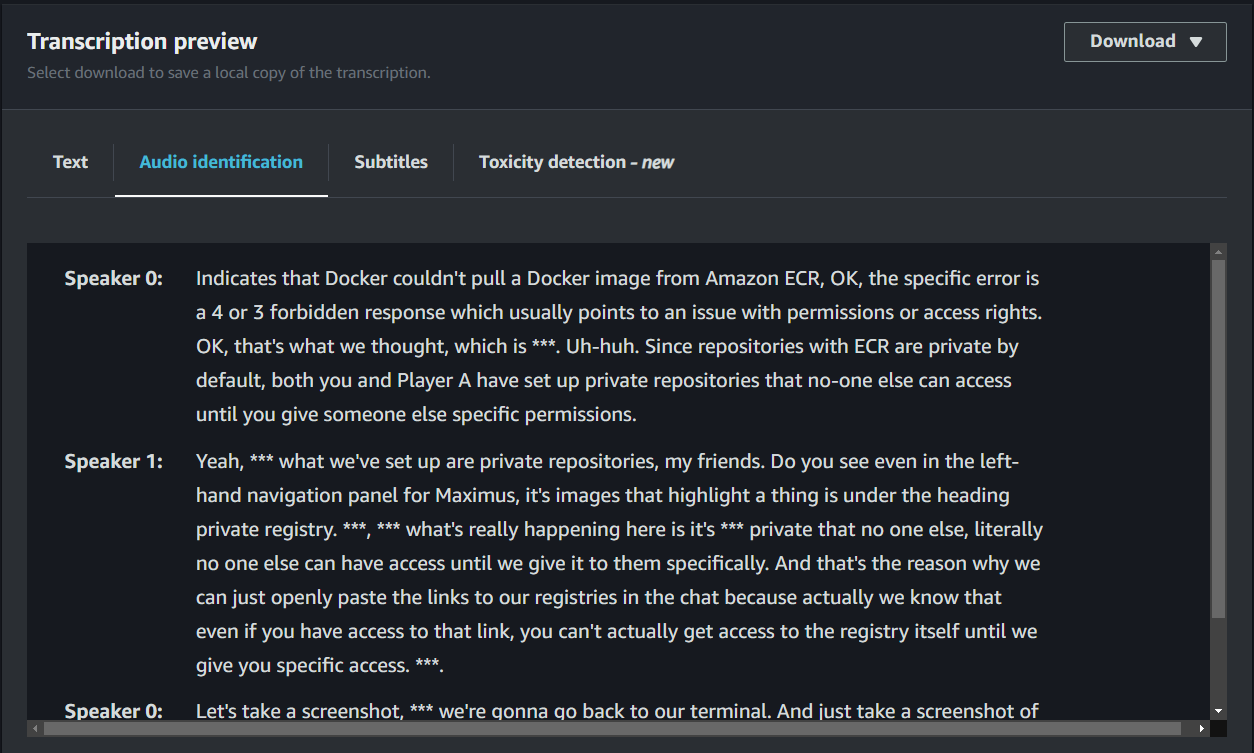 Transcription preview
Download
Select download to save a local copy of the transcription.
Text
Audio identification
Subtitles
Toxicity detection - new
Speaker 0:
Indicates that Docker couldn't pull a Docker image from Amazon ECR, OK, the specific error is
a 4 or 3 forbidden response which usually points to an issue with permissions or access rights.
OK, that's what we thought, which is ***. Uh-huh. Since repositories with ECR are private by
default, both you and Player A have set up private repositories that no-one else can access
until you give someone else specific permissions.
Speaker 1:
Yeah, *** what we've set up are private repositories, my friends. Do you see even in the left-
hand navigation panel for Maximus, it's images that highlight a thing is under the heading
private registry. ***, *** what's really happening here is it's *** private that no one else, literally
no one else can have access until we give it to them specifically. And that's the reason why we
can just openly paste the links to our registries in the chat because actually we know that
even if you have access to that link, you can't actually get access to the registry itself until we
give you specific access. ***.
Speaker 0:
Let's take a screenshot, *** we're gonna go back to our terminal. And just take a screenshot of